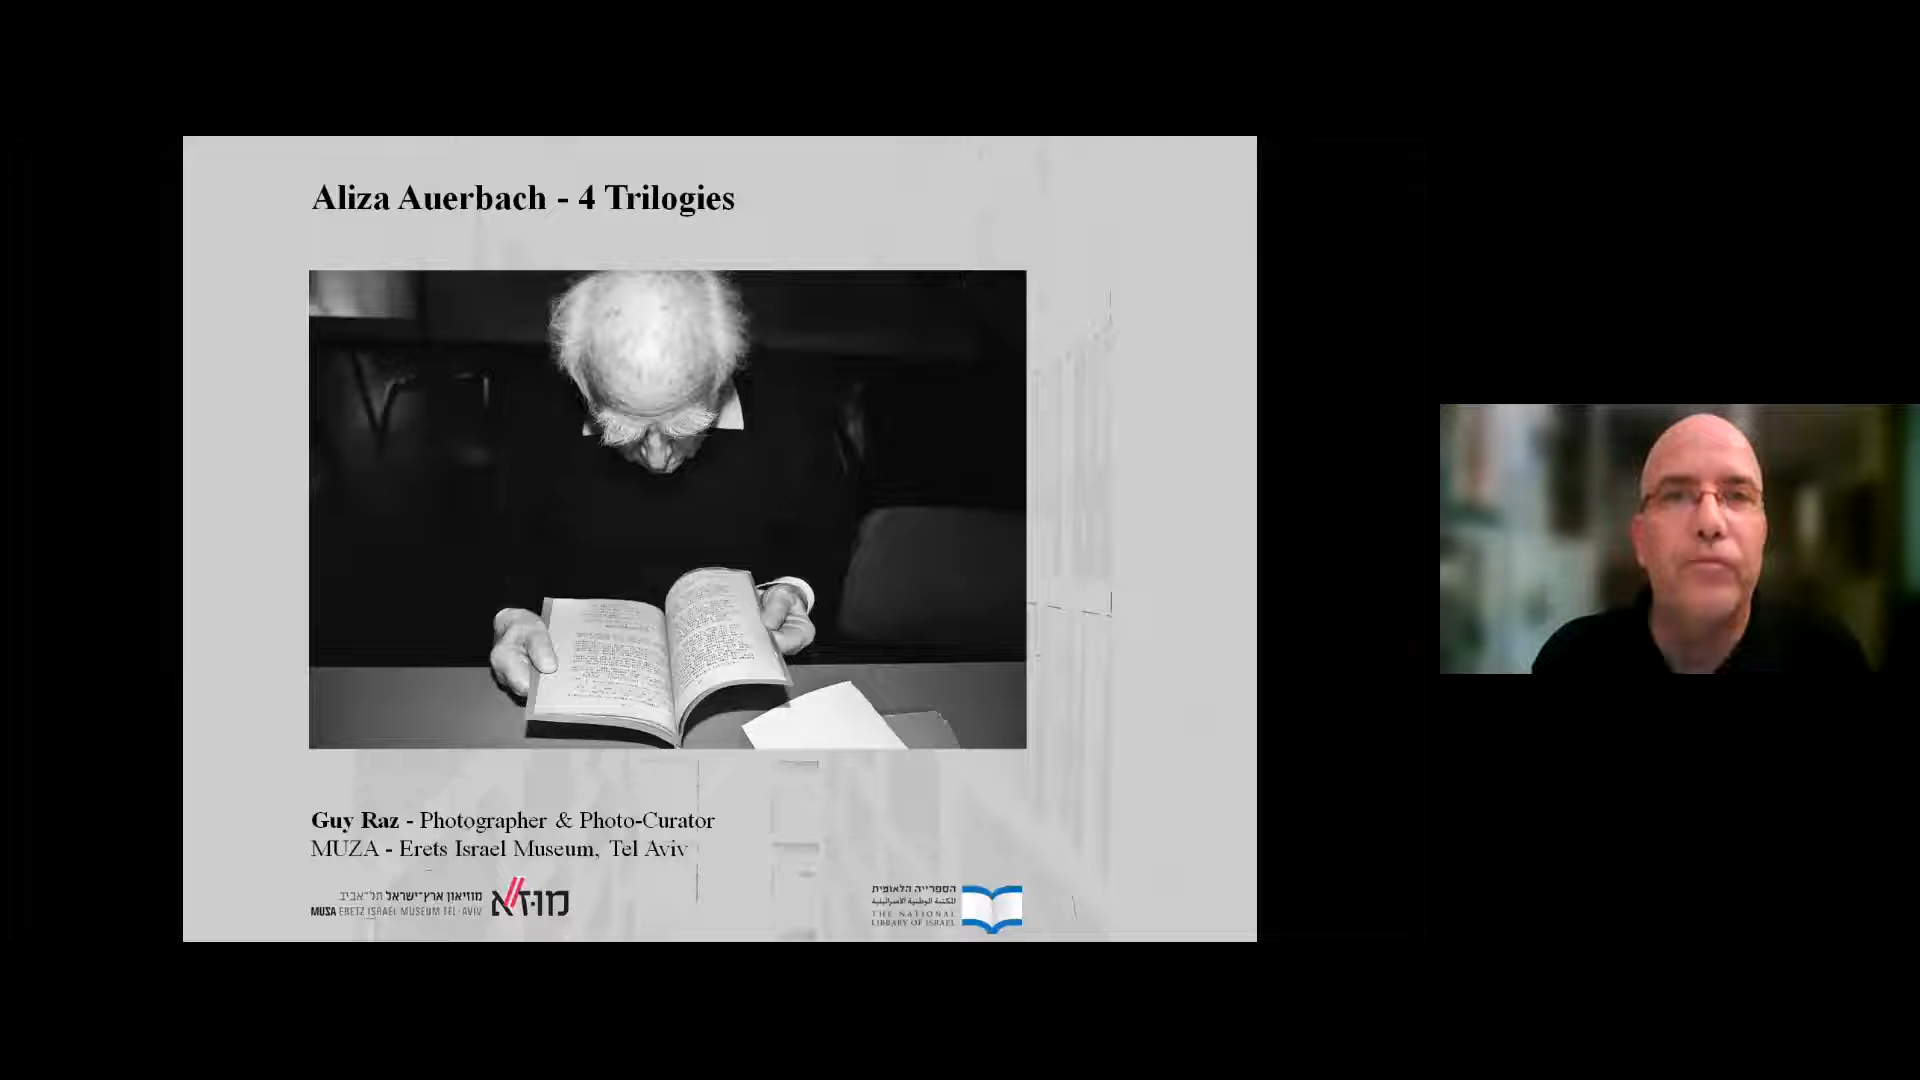 Aliza Auerbach - 4 Trilogies
Guy Raz - Photographer & Photo-Curator
MUZA - Erets Israel Museum, Tel Aviv
מוזיאון ארץ־ישראל תל־אביב
MUSA ERETZ ISRAEL MUSEUM TEL-AVIV
מוזא
הספרייה הלאומית
المكتبة الوطنية الاسرائيلية
THE NATIONAL
LIBRARY OF ISRAEL